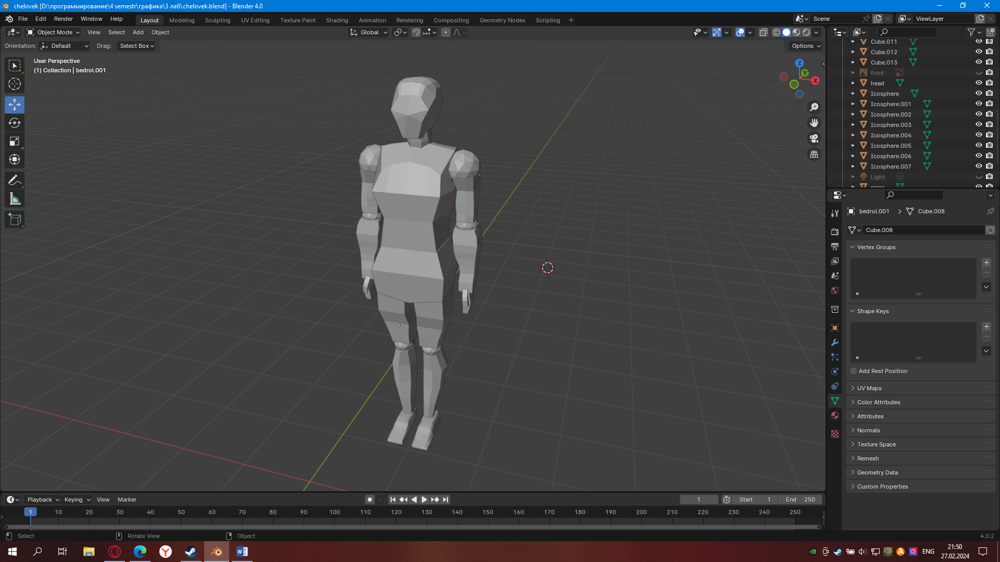 chelovek [D:\программирование\4 semestr\графика\3 лаб\chelovek.blend] - Blender 4.0
File Edit Render Window Help
Layout Modeling Sculpting UV Editing Texture Paint Shading Animation Rendering Compositing Geometry Nodes Scripting +
Scene
ViewLayer
Object Mode View Select Add Object
Global
Orientation: Default Drag: Select Box
Options
User Perspective
(1) Collection | bedrol.001
Z
Y
X
Cube.011
Cube.012
Cube.013
front
head
Icosphere
Icosphere.001
Icosphere.002
Icosphere.003
Icosphere.004
Icosphere.005
Icosphere.006
Icosphere.007
Light
bedrol.001 > Cube.008
Cube.008
Vertex Groups
Shape Keys
Add Rest Position
UV Maps
Color Attributes
Attributes
Normals
Texture Space
Remesh
Geometry Data
Custom Properties
Playback Keying View Marker
1
Start 1
End 250
1 10 20 30 40 50 60 70 80 90 100 110 120 130 140 150 160 170 180 190 200 210 220 230 240 250
Select
Rotate View
Object
4.0.2
ENG
21:50
27.02.2024